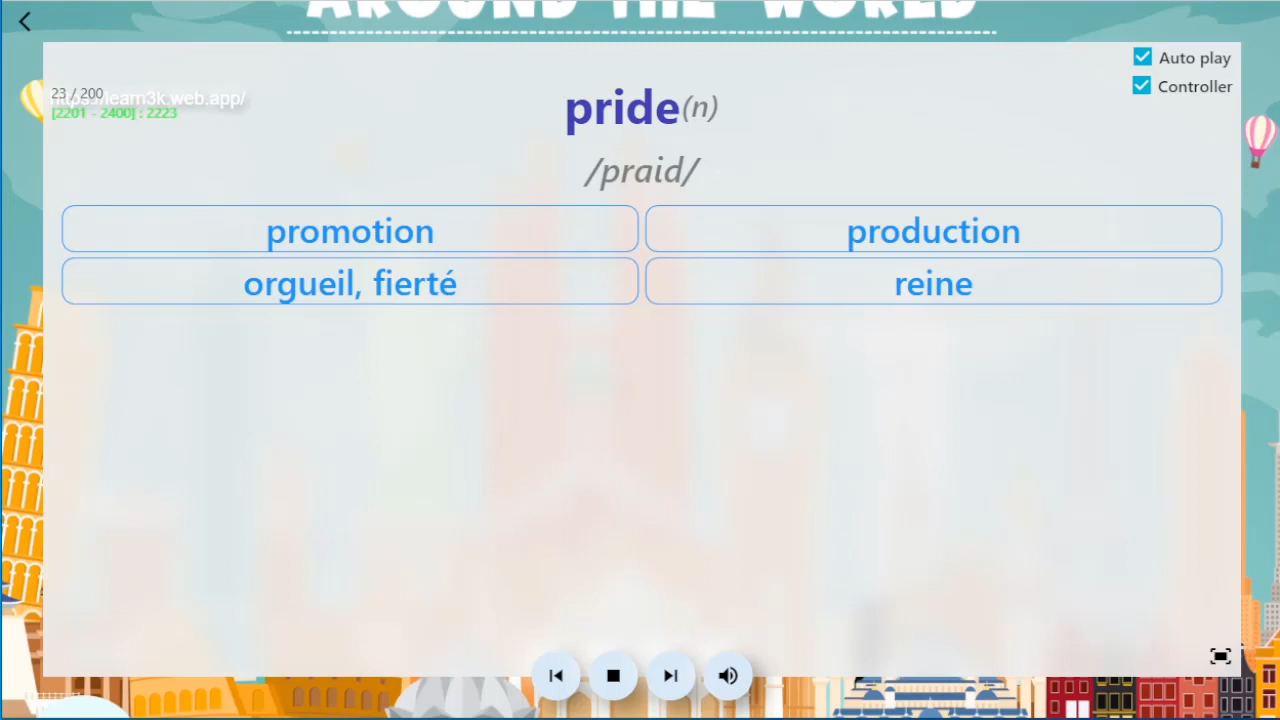 AROUND THE WORLD
Auto play
23 / 200
https://learn3k.web.app/
Controller
[2201 - 2400] : 2223
pride(n)
/praid/
promotion
production
orgueil, fierté
reine